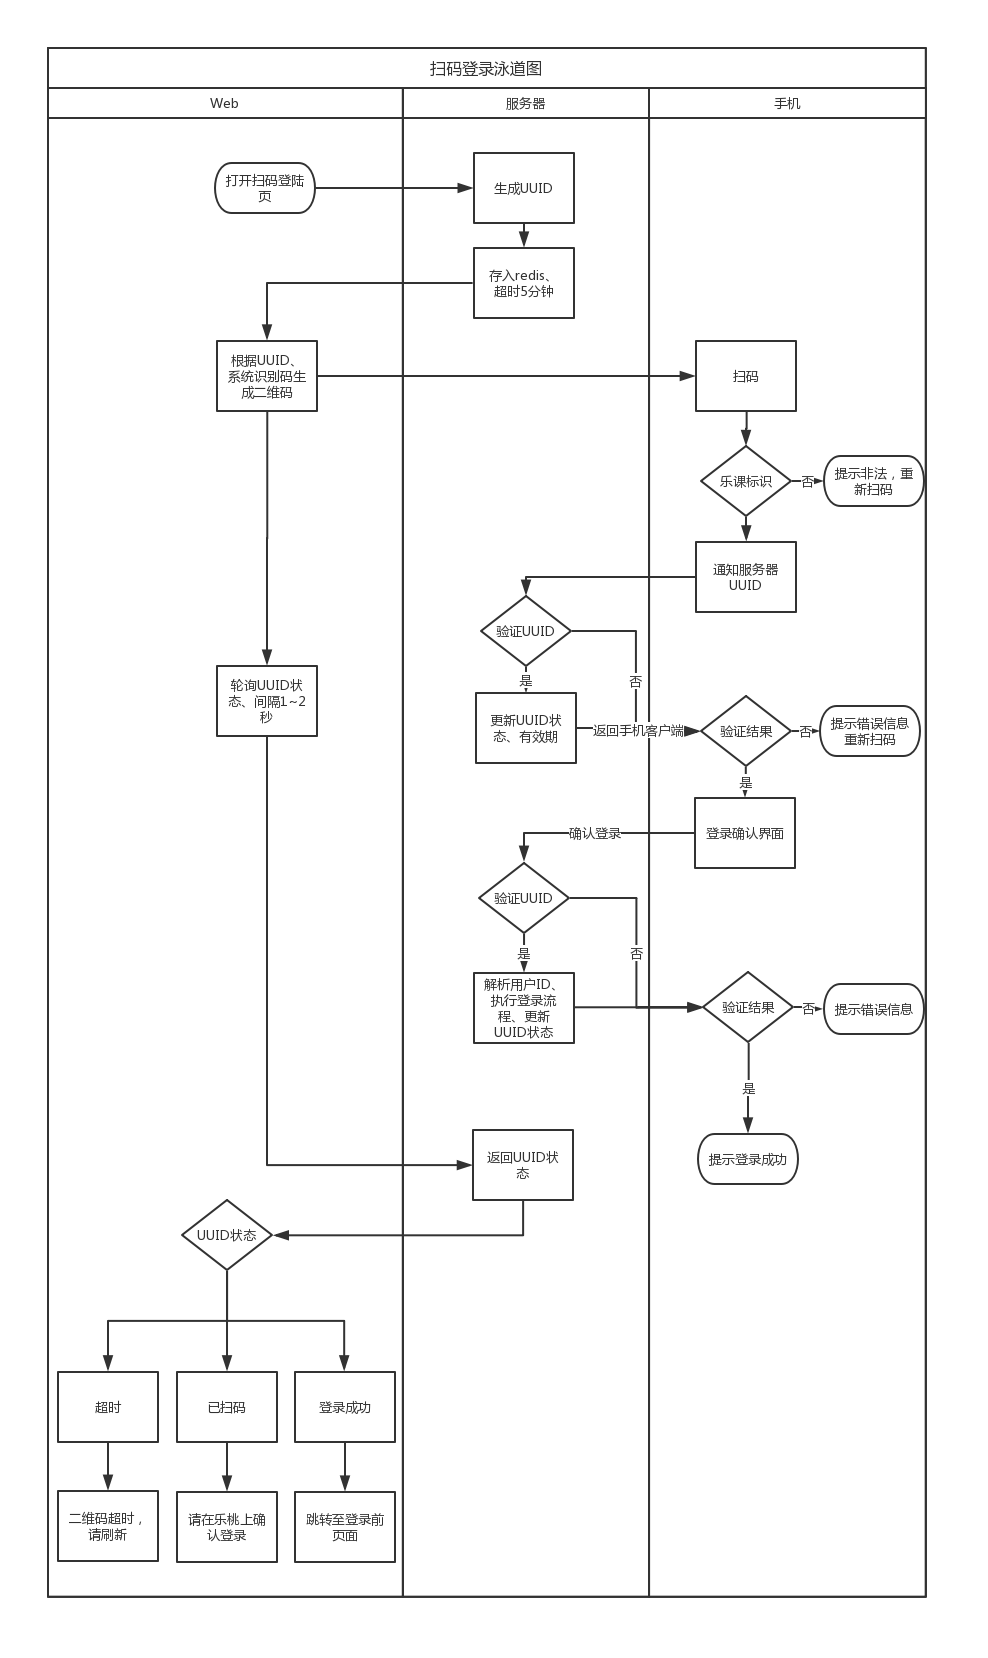 扫码登录泳道图
Web
服务器
手机
打开扫码登陆
页
生成UUID
存入redis、
超时5分钟
根据UUID、
系统识别码生
成二维码
扫码
乐课标识
否
提示非法，重
新扫码
通知服务器
UUID
验证UUID
是
否
轮询UUID状
态、间隔1~2
秒
更新UUID状
态、有效期
返回手机客户端
验证结果
否
提示错误信息
重新扫码
是
登录确认界面
确认登录
验证UUID
是
否
解析用户ID、
执行登录流
程、更新
UUID状态
验证结果
否
提示错误信息
是
提示登录成功
返回UUID状
态
UUID状态
超时
已扫码
登录成功
二维码超时，
请刷新
请在乐桃上确
认登录
跳转至登录前
页面